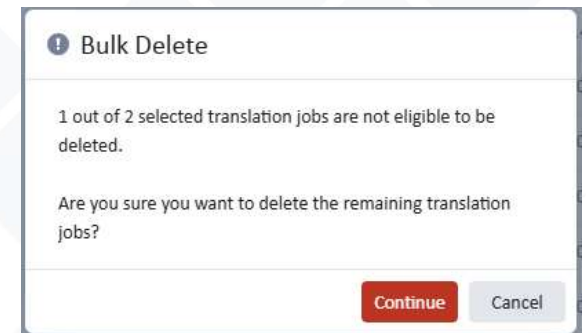 Bulk Delete
1 out of 2 selected translation jobs are not eligible to be
deleted.
Are you sure you want to delete the remaining translation
jobs?
Continue Cancel